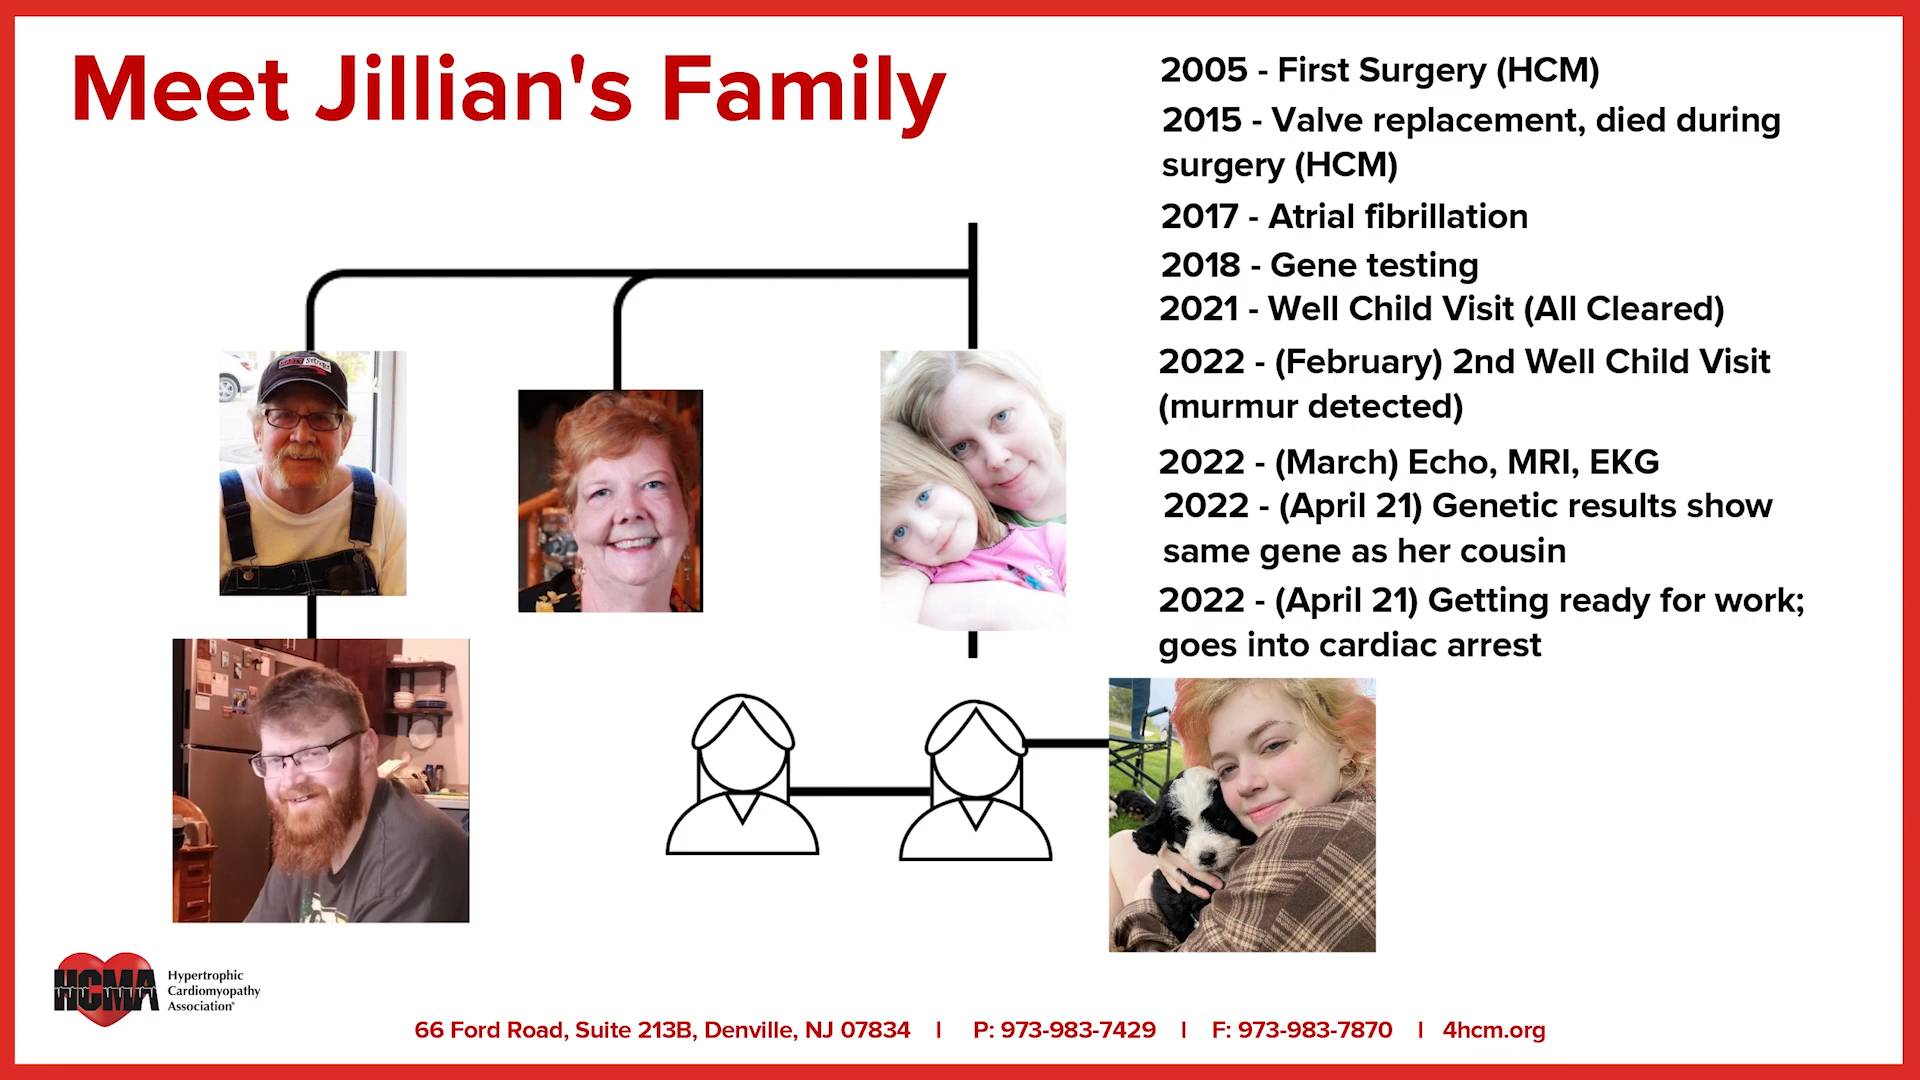 Meet Jillian's Family
2005 - First Surgery (HCM)
2015 - Valve replacement, died during
surgery (HCM)
2017 - Atrial fibrillation
2018 - Gene testing
2021 - Well Child Visit (All Cleared)
2022 - (February) 2nd Well Child Visit
(murmur detected)
2022 - (March) Echo, MRI, EKG
2022 - (April 21) Genetic results show
same gene as her cousin
2022 - (April 21) Getting ready for work;
goes into cardiac arrest
HCMA
Hypertrophic
Cardiomyopathy
Association®
66 Ford Road, Suite 213B, Denville, NJ 07834 | P: 973-983-7429 | F: 973-983-7870 | 4hcm.org